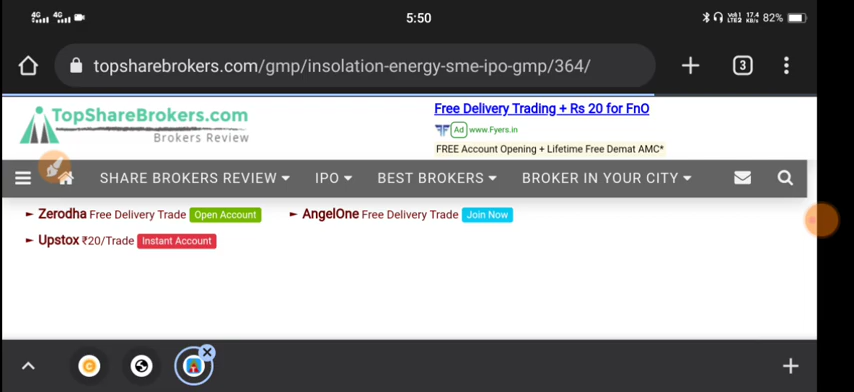 4G 4G 5:50 82%
topsharebrokers.com/gmp/insolation-energy-sme-ipo-gmp/364/ 3
TopShareBrokers.com
Brokers Review
Free Delivery Trading + Rs 20 for FnO
Ad www.Fyers.in
FREE Account Opening + Lifetime Free Demat AMC*
SHARE BROKERS REVIEW IPO BEST BROKERS BROKER IN YOUR CITY
► Zerodha Free Delivery Trade Open Account ► AngelOne Free Delivery Trade Join Now
► Upstox ₹20/Trade Instant Account